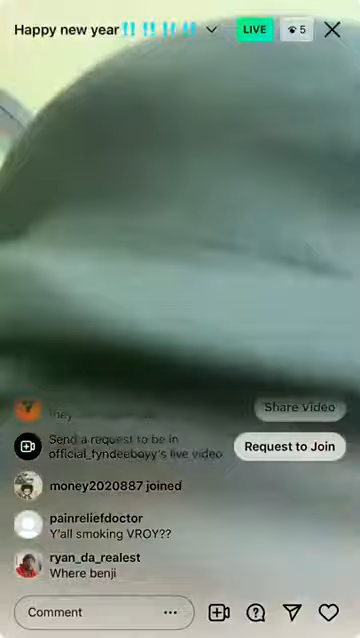 Happy new year‼️ ‼️ ‼️ ‼️
LIVE
5
They
Share video
Send a request to be in
official_fyndeeboyy's live video
Request to Join
money2020887 joined
painreliefdoctor
Y'all smoking VROY??
ryan_da_realest
Where benji
Comment